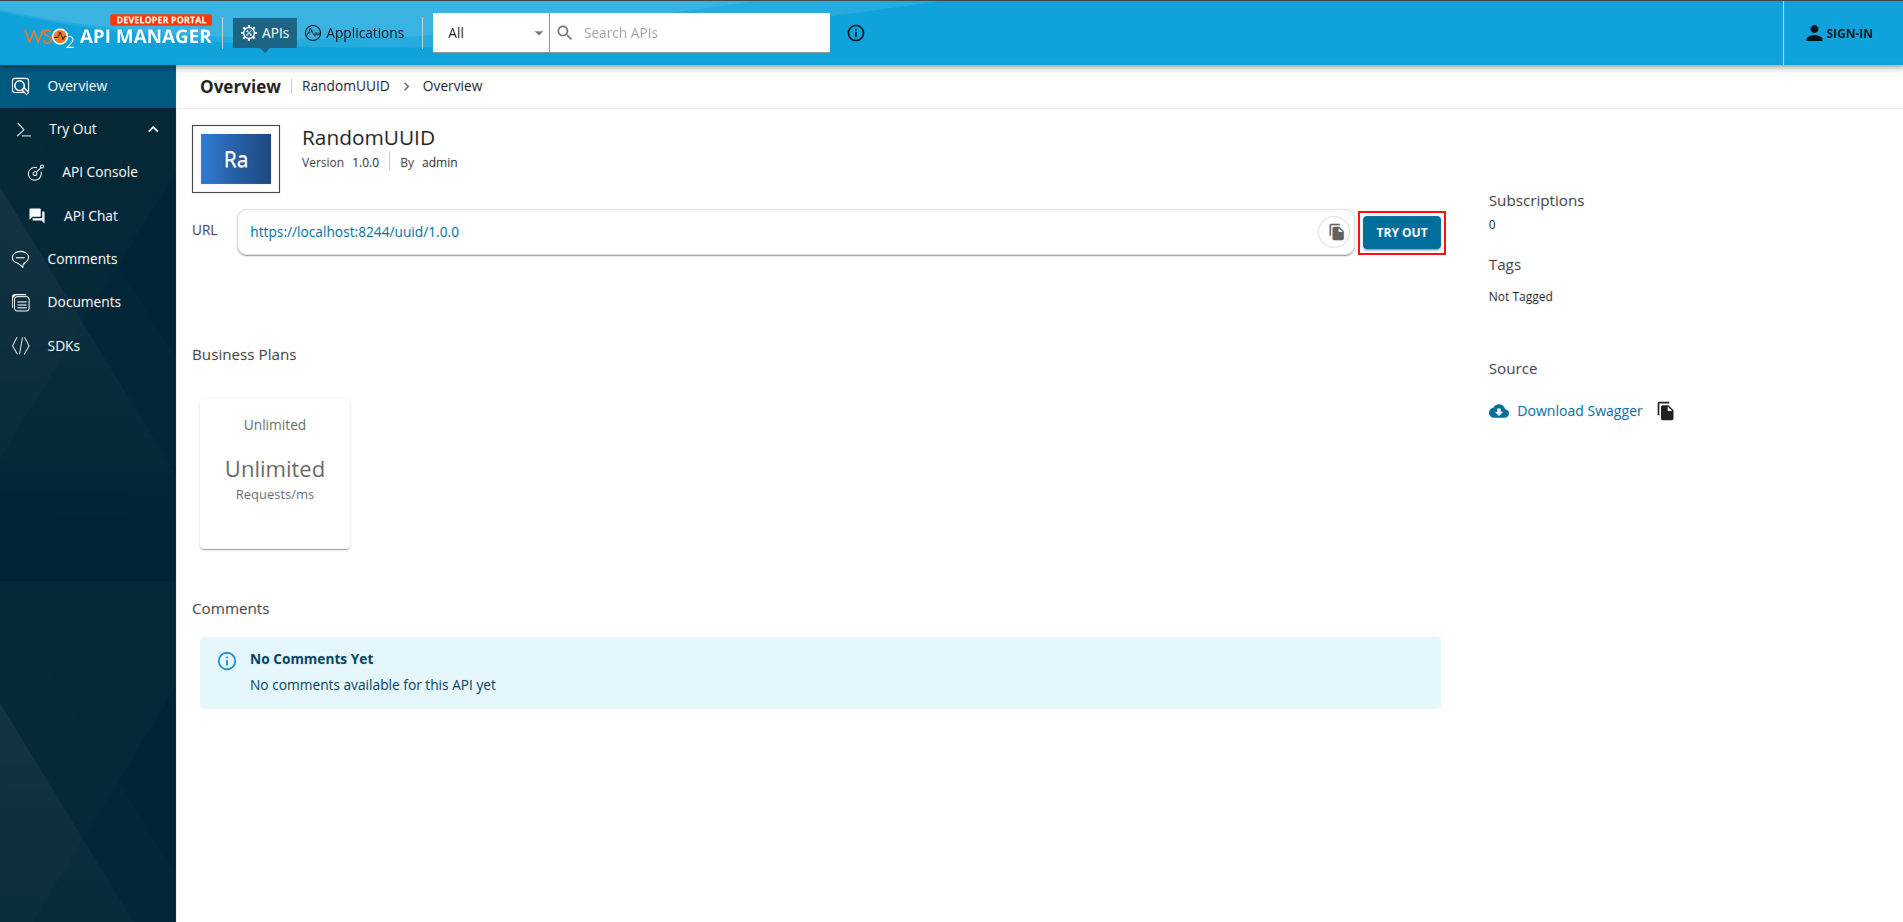 DEVELOPER PORTAL
WSO2 API MANAGER
APIs
Applications
All
Search APIs
SIGN-IN
Overview
Try Out
API Console
API Chat
Comments
Documents
SDKs
Overview
RandomUUID > Overview
Ra
RandomUUID
Version 1.0.0
By admin
URL
https://localhost:8244/uuid/1.0.0
TRY OUT
Subscriptions
0
Tags
Not Tagged
Source
Download Swagger
Business Plans
Unlimited
Unlimited
Requests/ms
Comments
No Comments Yet
No comments available for this API yet